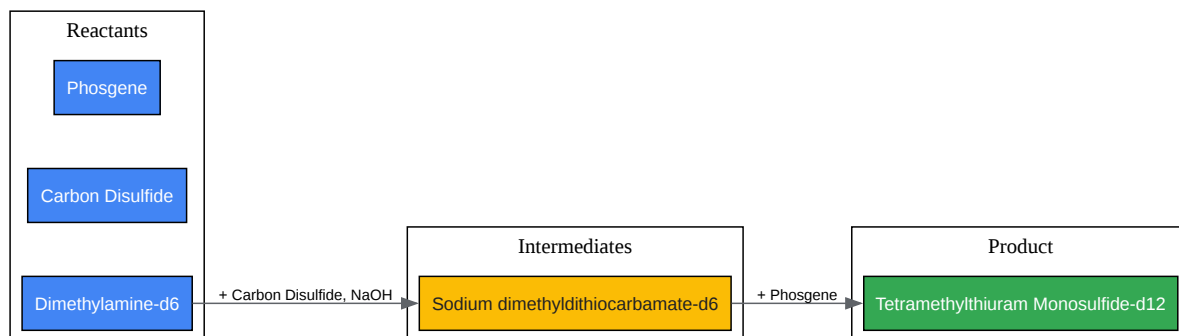 Reactants
Phosgene
Carbon Disulfide
Dimethylamine-d6
+ Carbon Disulfide, NaOH
Intermediates
Sodium dimethyldithiocarbamate-d6
+ Phosgene
Product
Tetramethylthiuram Monosulfide-d12